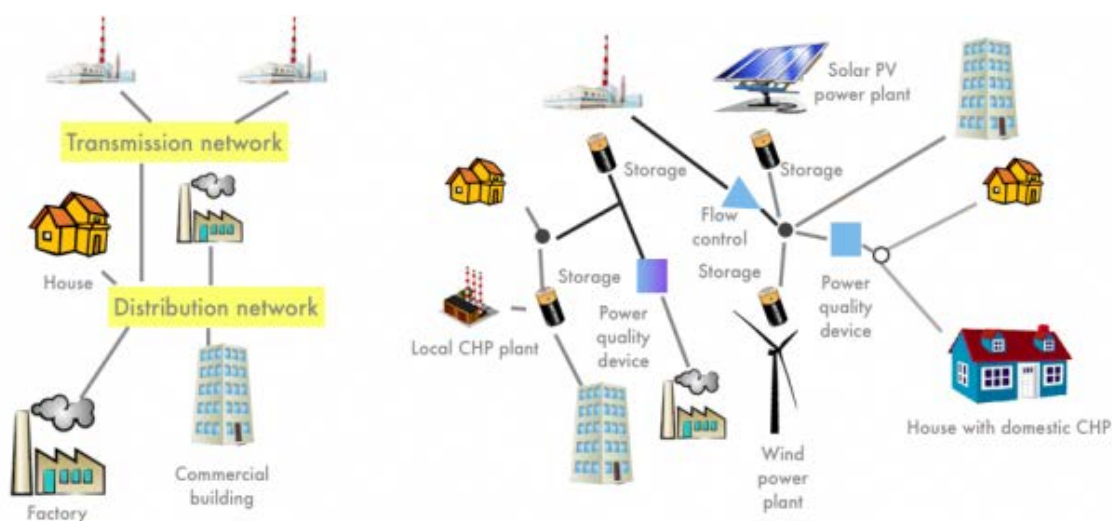 Transmission network
House
Distribution network
Commercial
building
Factory
Solar PV
power plant
Storage
Storage
Flow
control
Storage
Storage
Power
quality
device
Power
quality
device
Local CHP plant
House with domestic CHP
Wind
power
plant